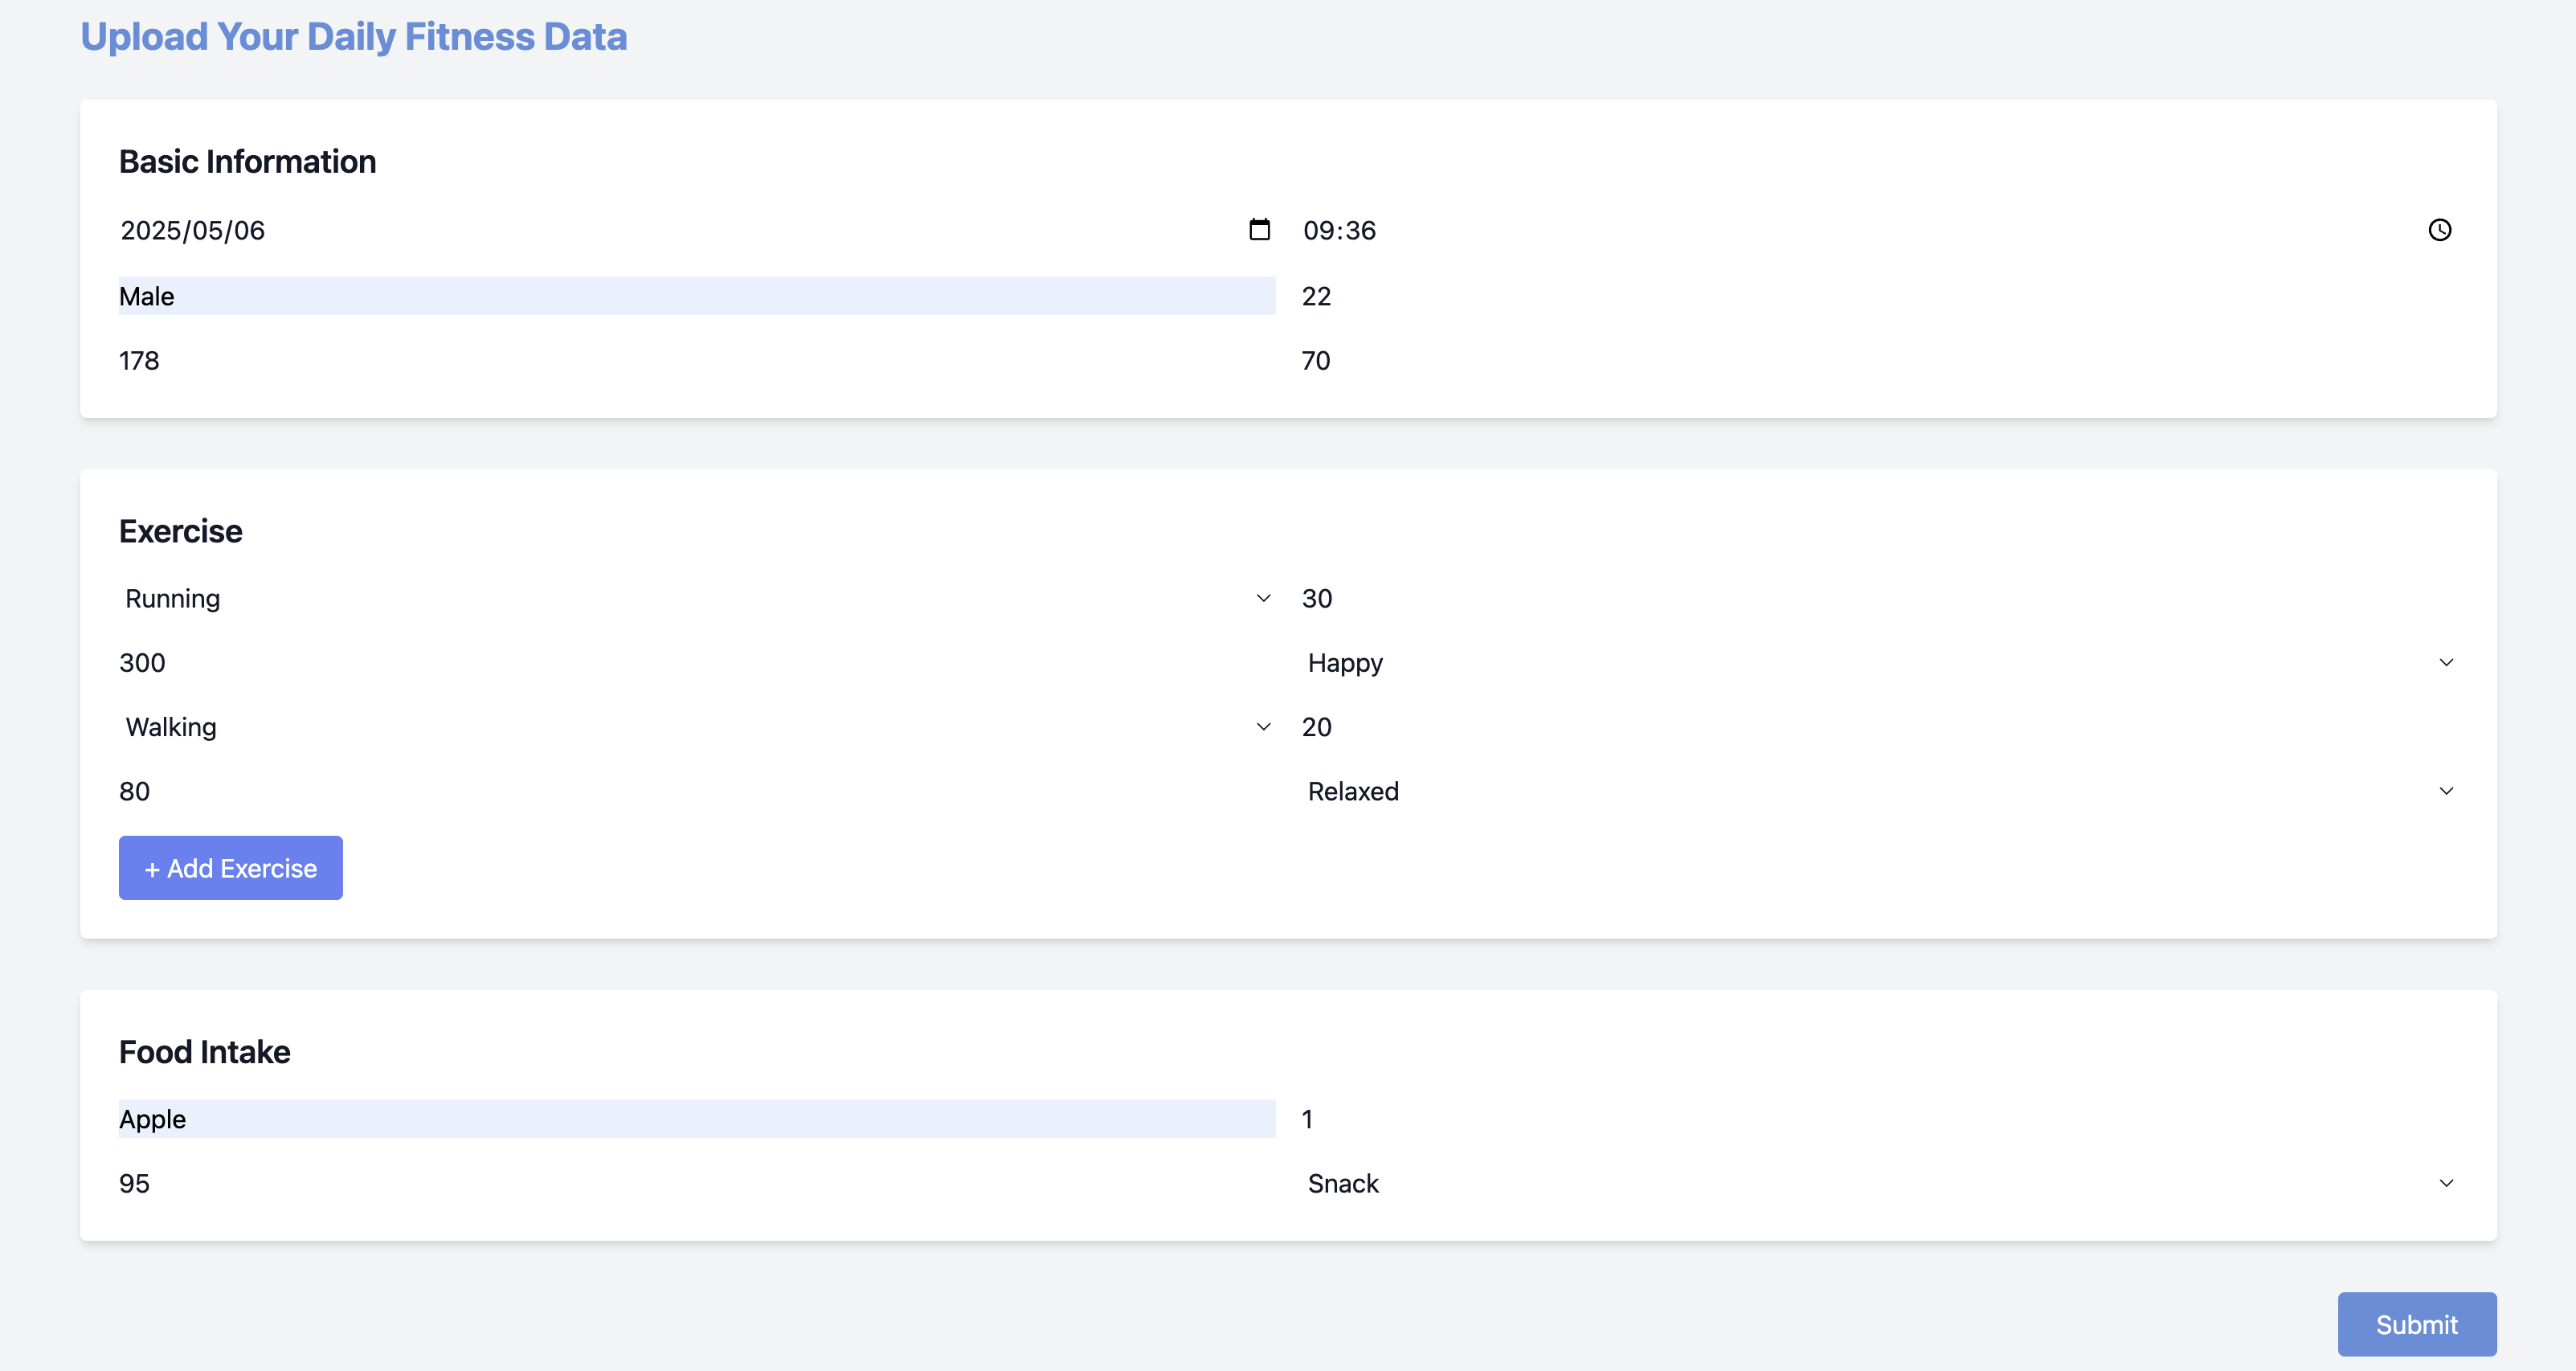 Upload Your Daily Fitness Data
Basic Information
2025/05/06 09:36
Male 22
178 70
Exercise
Running 30
300 Happy
Walking 20
80 Relaxed
+ Add Exercise
Food Intake
Apple 1
95 Snack
Submit